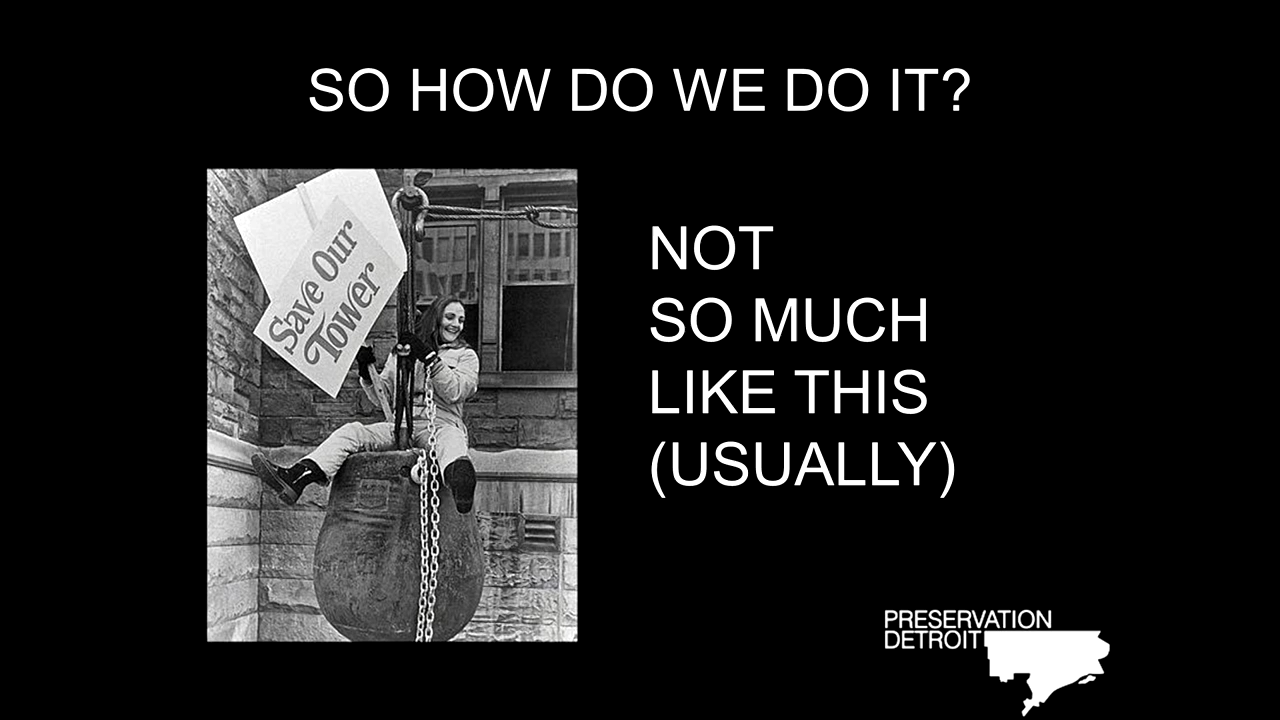 SO HOW DO WE DO IT?
Save Our
Tower
NOT
SO MUCH
LIKE THIS
(USUALLY)
PRESERVATION
DETROIT